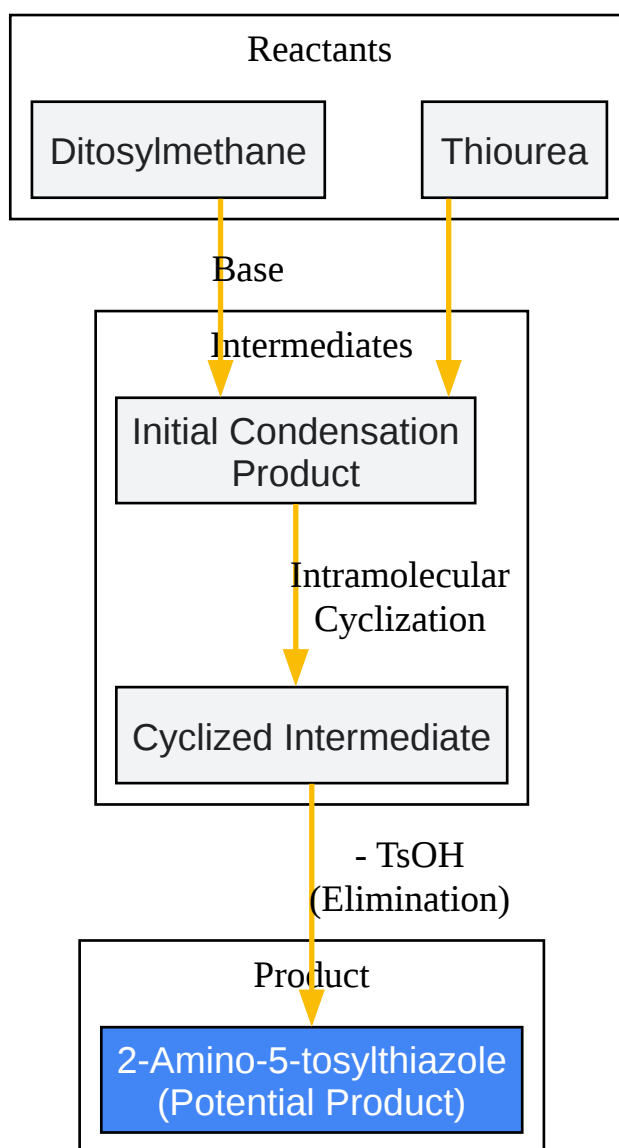 Reactants
Ditosylmethane
Thiourea
Base
Intermediates
Initial Condensation
Product
Intramolecular
Cyclization
Cyclized Intermediate
- TsOH
(Elimination)
Product
2-Amino-5-tosylthiazole
(Potential Product)